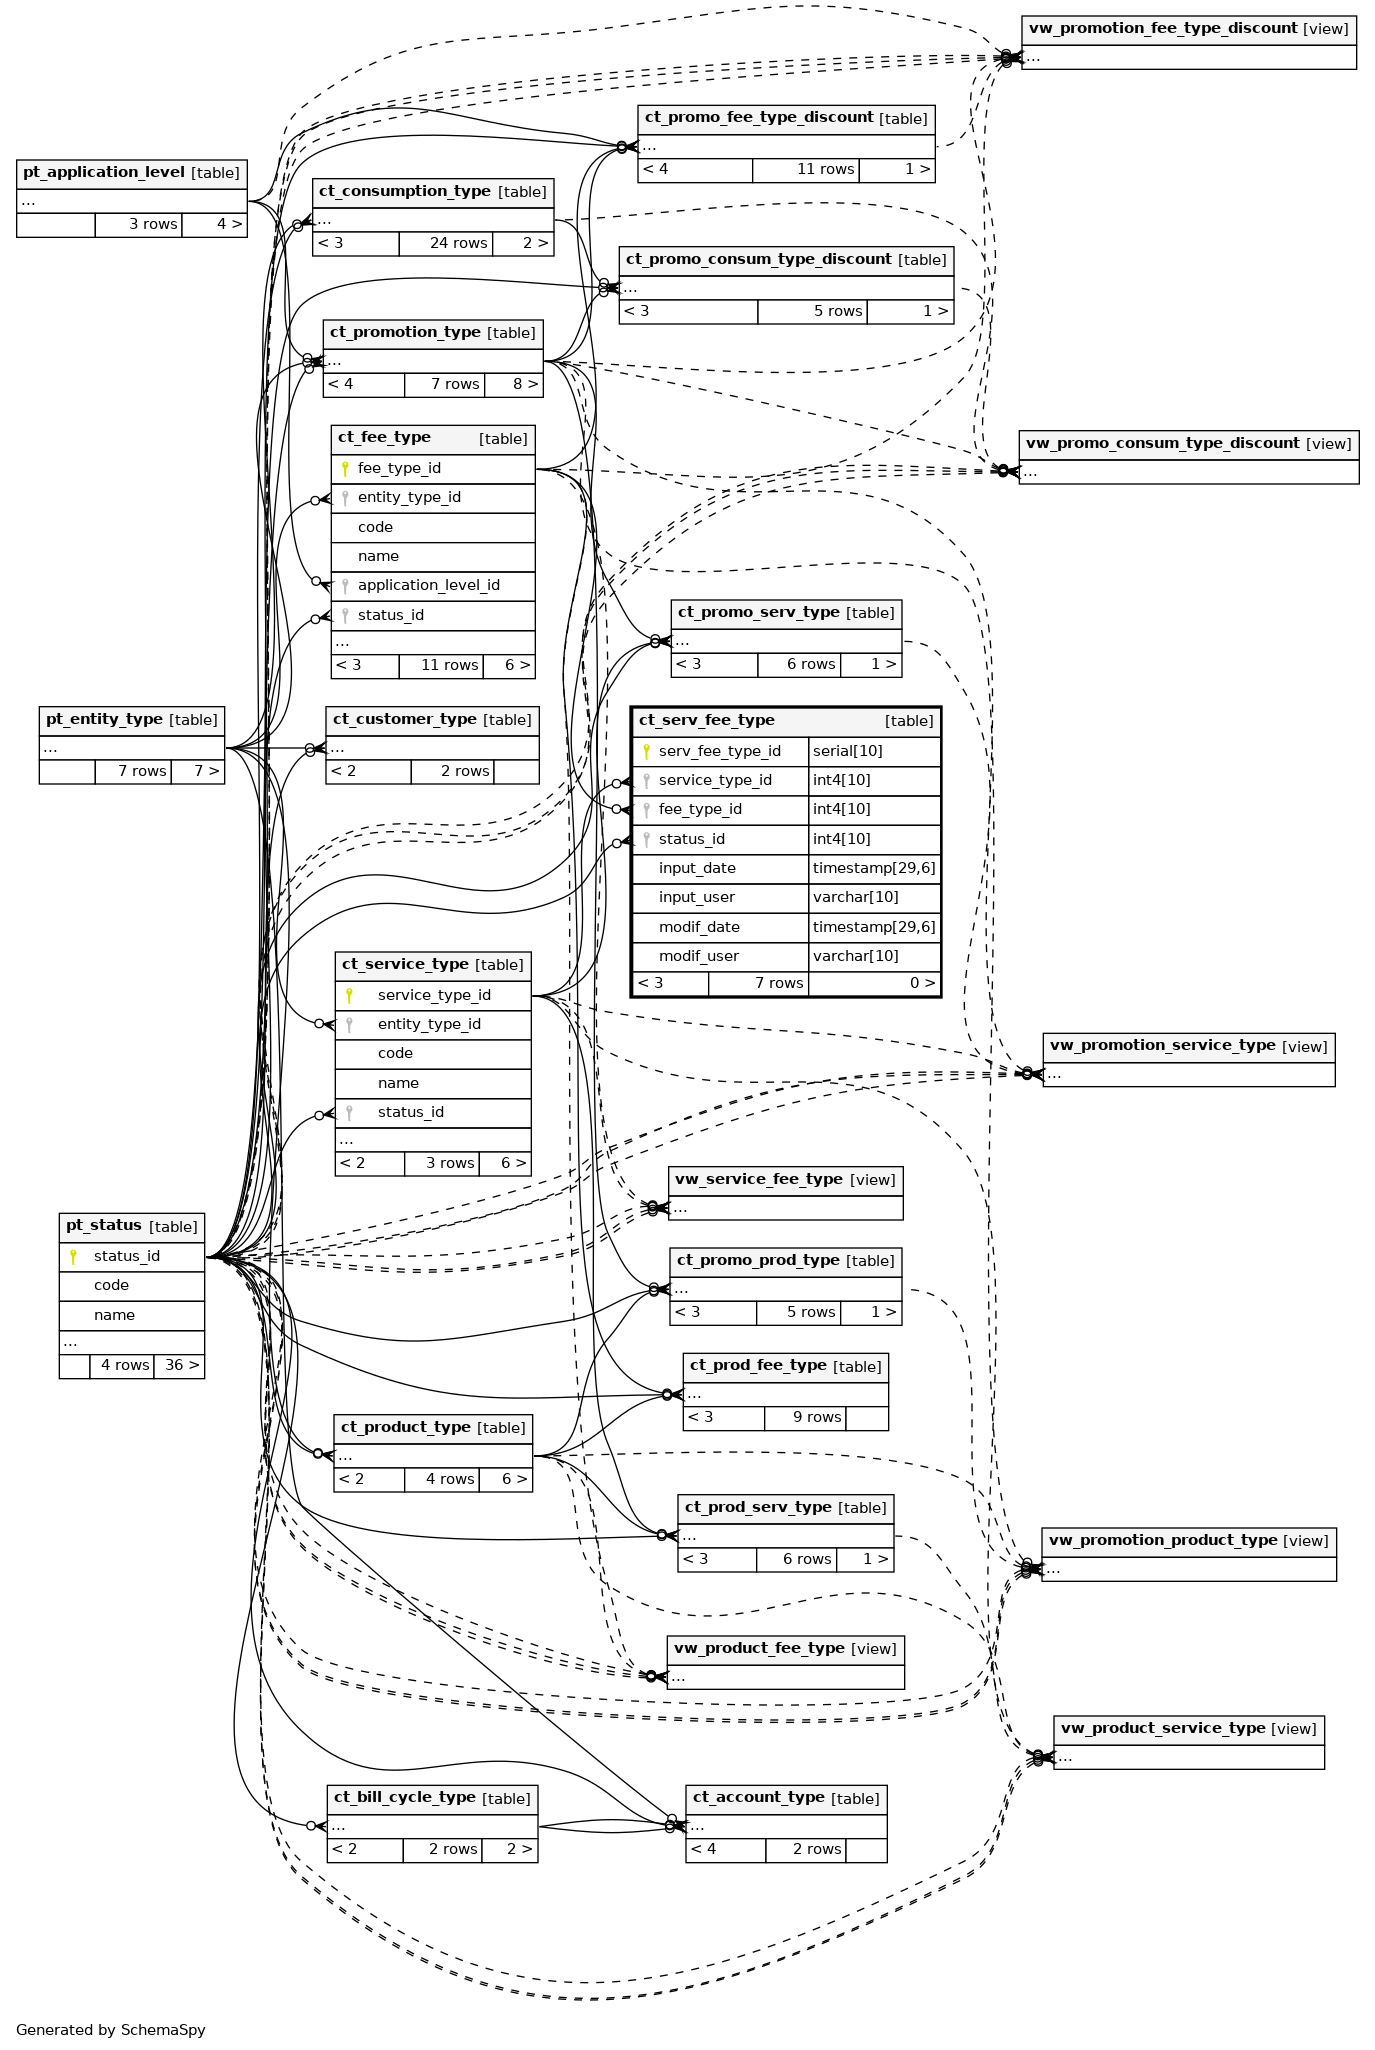 vw_promotion_fee_type_discount [view]
...
ct_promo_fee_type_discount [table]
...
< 4 11 rows 1 >
pt_application_level [table]
...
3 rows 4 >
ct_consumption_type [table]
...
< 3 24 rows 2 >
ct_promo_consum_type_discount [table]
...
< 3 5 rows 1 >
ct_promotion_type [table]
...
< 4 7 rows 8 >
ct_fee_type [table]
fee_type_id
entity_type_id
code
name
application_level_id
status_id
...
< 3 11 rows 6 >
vw_promo_consum_type_discount [view]
...
ct_promo_serv_type [table]
...
< 3 6 rows 1 >
pt_entity_type [table]
...
7 rows 7 >
ct_customer_type [table]
...
< 2 2 rows
ct_serv_fee_type [table]
serv_fee_type_id serial[10]
service_type_id int4[10]
fee_type_id int4[10]
status_id int4[10]
input_date timestamp[29,6]
input_user varchar[10]
modif_date timestamp[29,6]
modif_user varchar[10]
< 3 7 rows 0 >
ct_service_type [table]
service_type_id
entity_type_id
code
name
status_id
...
< 2 3 rows 6 >
vw_promotion_service_type [view]
...
vw_service_fee_type [view]
...
pt_status [table]
status_id
code
name
...
4 rows 36 >
ct_promo_prod_type [table]
...
< 3 5 rows 1 >
ct_prod_fee_type [table]
...
< 3 9 rows
ct_product_type [table]
...
< 2 4 rows 6 >
ct_prod_serv_type [table]
...
< 3 6 rows 1 >
vw_promotion_product_type [view]
...
vw_product_fee_type [view]
...
vw_product_service_type [view]
...
ct_bill_cycle_type [table]
...
< 2 2 rows 2 >
ct_account_type [table]
...
< 4 2 rows
Generated by SchemaSpy